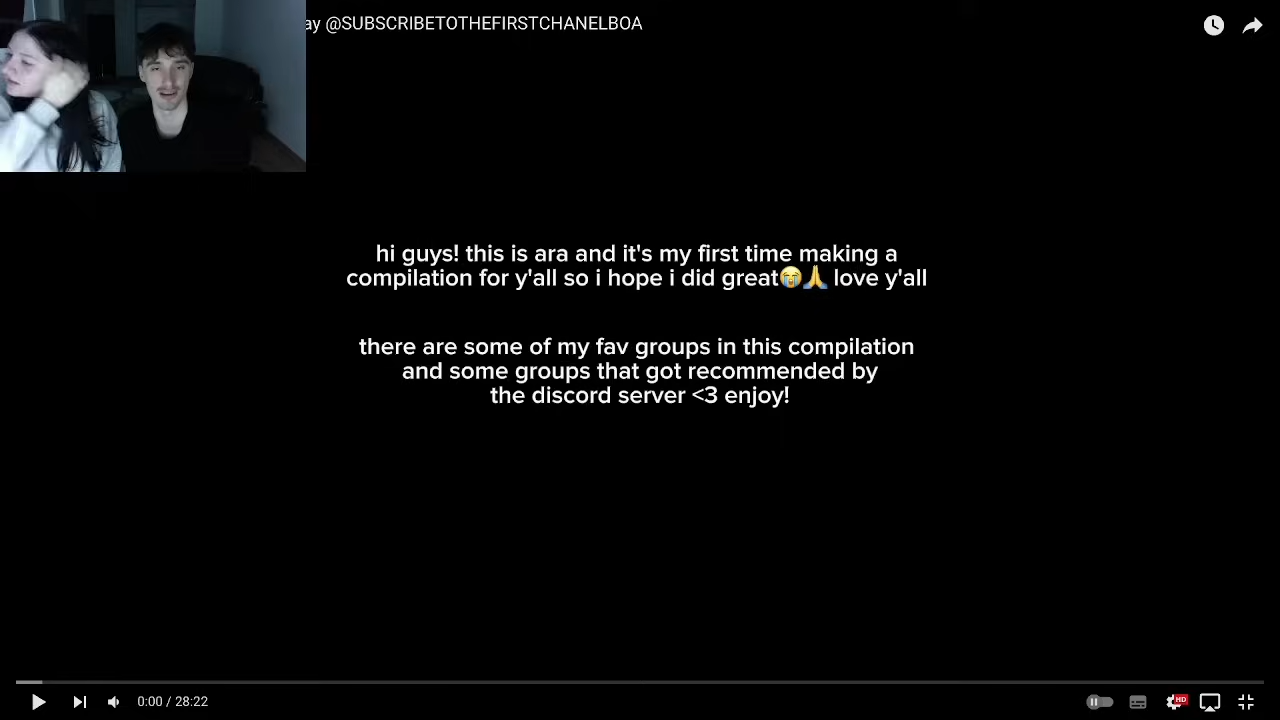 ay @SUBSCRIBETOTHEFIRSTCHANELBOA
hi guys! this is ara and it's my first time making a
compilation for y'all so i hope i did great😭🙏 love y'all
there are some of my fav groups in this compilation
and some groups that got recommended by
the discord server <3 enjoy!
0:00 / 28:22
HD